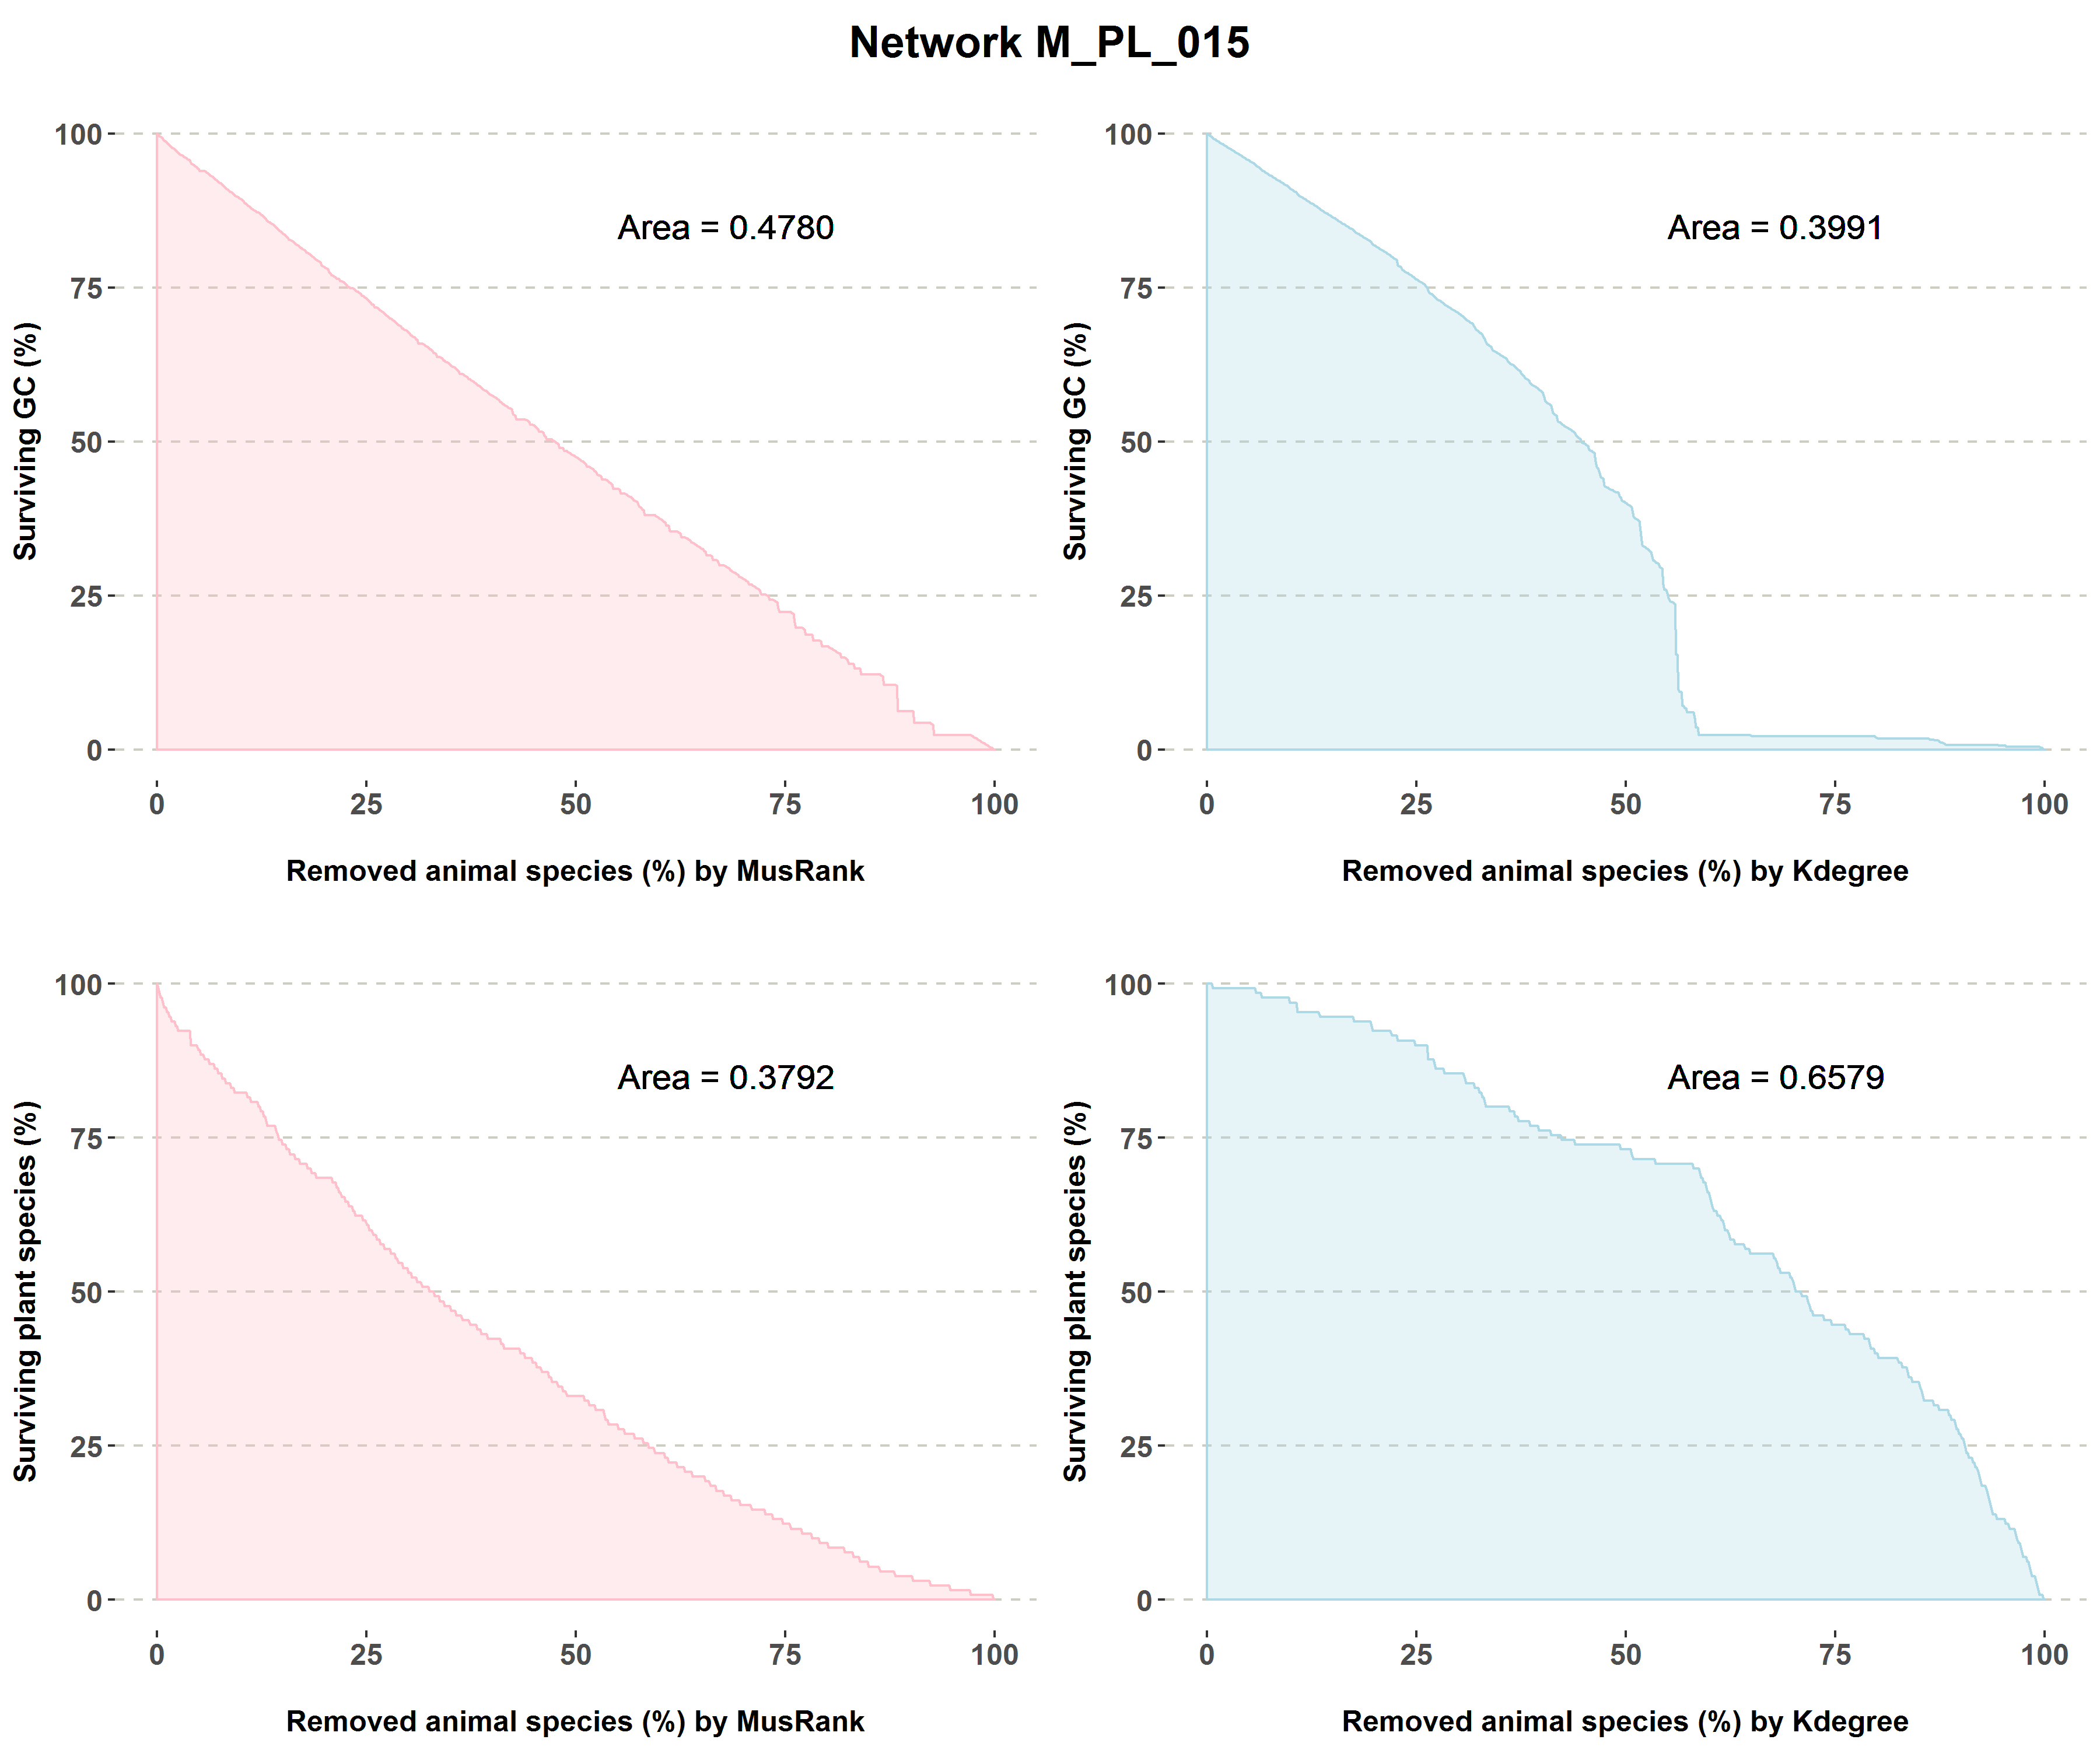 Network M_PL_015
100
75
50
25
0
Surviving GC (%)
Area = 0.4780
0 25 50 75 100
Removed animal species (%) by MusRank
100
75
50
25
0
Surviving GC (%)
Area = 0.3991
0 25 50 75 100
Removed animal species (%) by Kdegree
100
75
50
25
0
Surviving plant species (%)
Area = 0.3792
0 25 50 75 100
Removed animal species (%) by MusRank
100
75
50
25
0
Surviving plant species (%)
Area = 0.6579
0 25 50 75 100
Removed animal species (%) by Kdegree